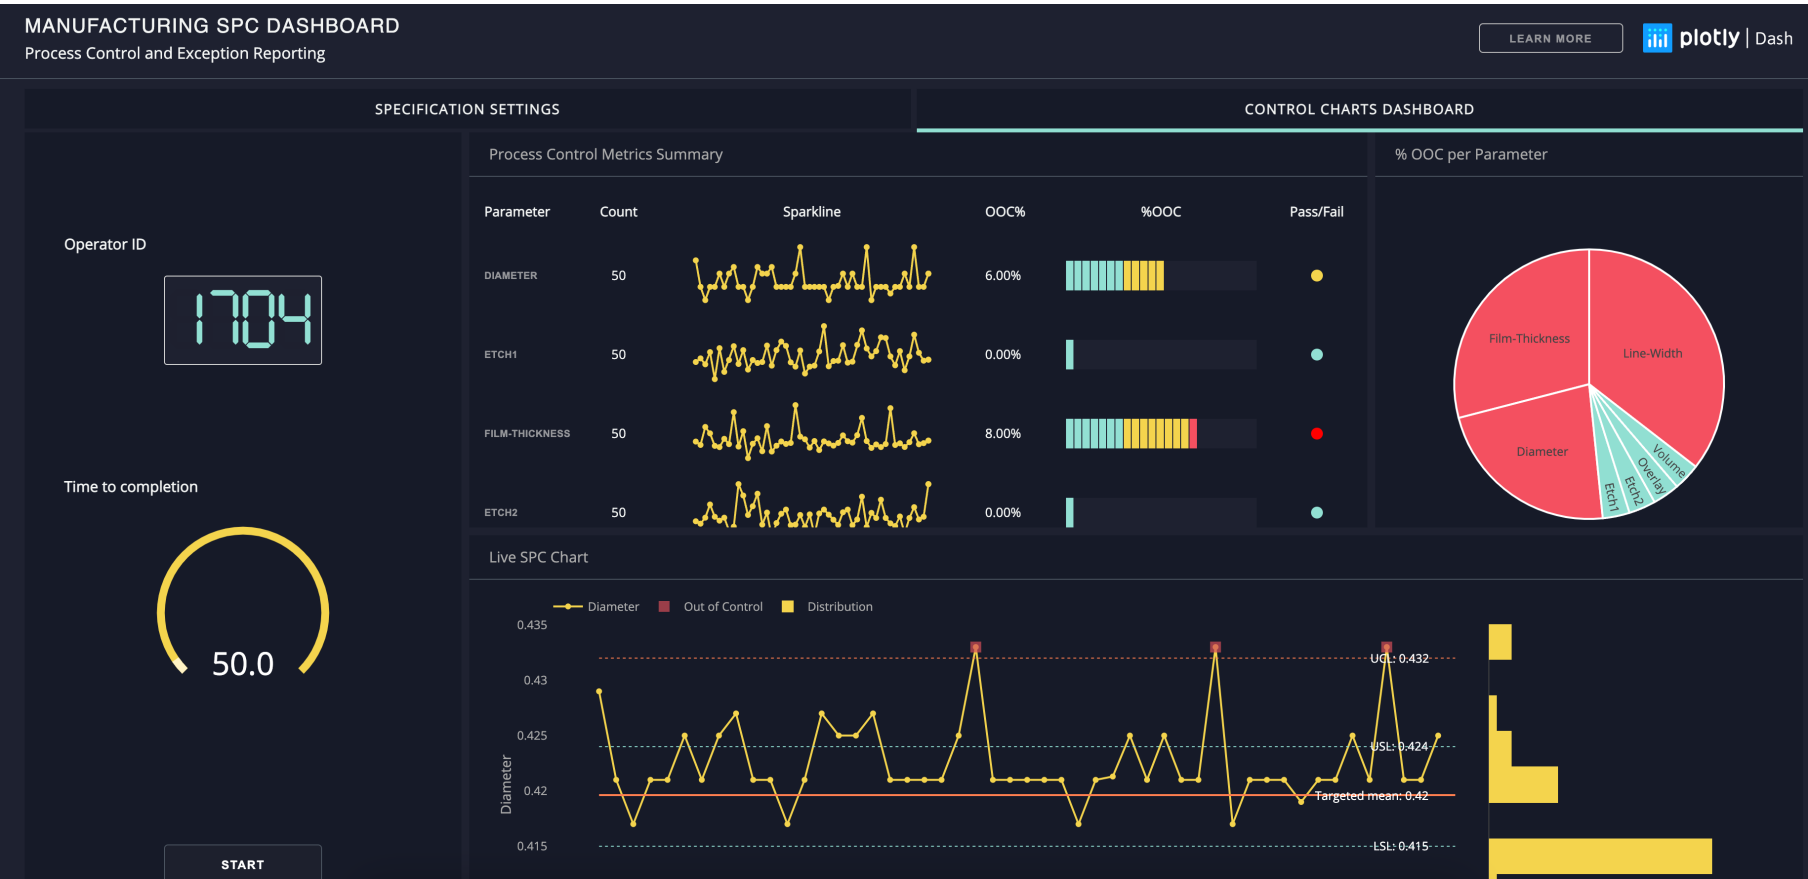 MANUFACTURING SPC DASHBOARD
Process Control and Exception Reporting
LEARN MORE
plotly | Dash
SPECIFICATION SETTINGS
CONTROL CHARTS DASHBOARD
Operator ID
1704
Time to completion
50.0
START
Process Control Metrics Summary
Parameter Count Sparkline OOC% %OOC Pass/Fail
DIAMETER 50 6.00%
ETCH1 50 0.00%
FILM-THICKNESS 50 8.00%
ETCH2 50 0.00%
% OOC per Parameter
Film-Thickness
Line-Width
Diameter
Etch1
Etch2
Overlay
Volume
Live SPC Chart
Diameter Out of Control Distribution
0.435
0.43
0.425
0.42
0.415
Diameter
UCL: 0.432
USL: 0.424
Targeted mean: 0.42
LSL: 0.415